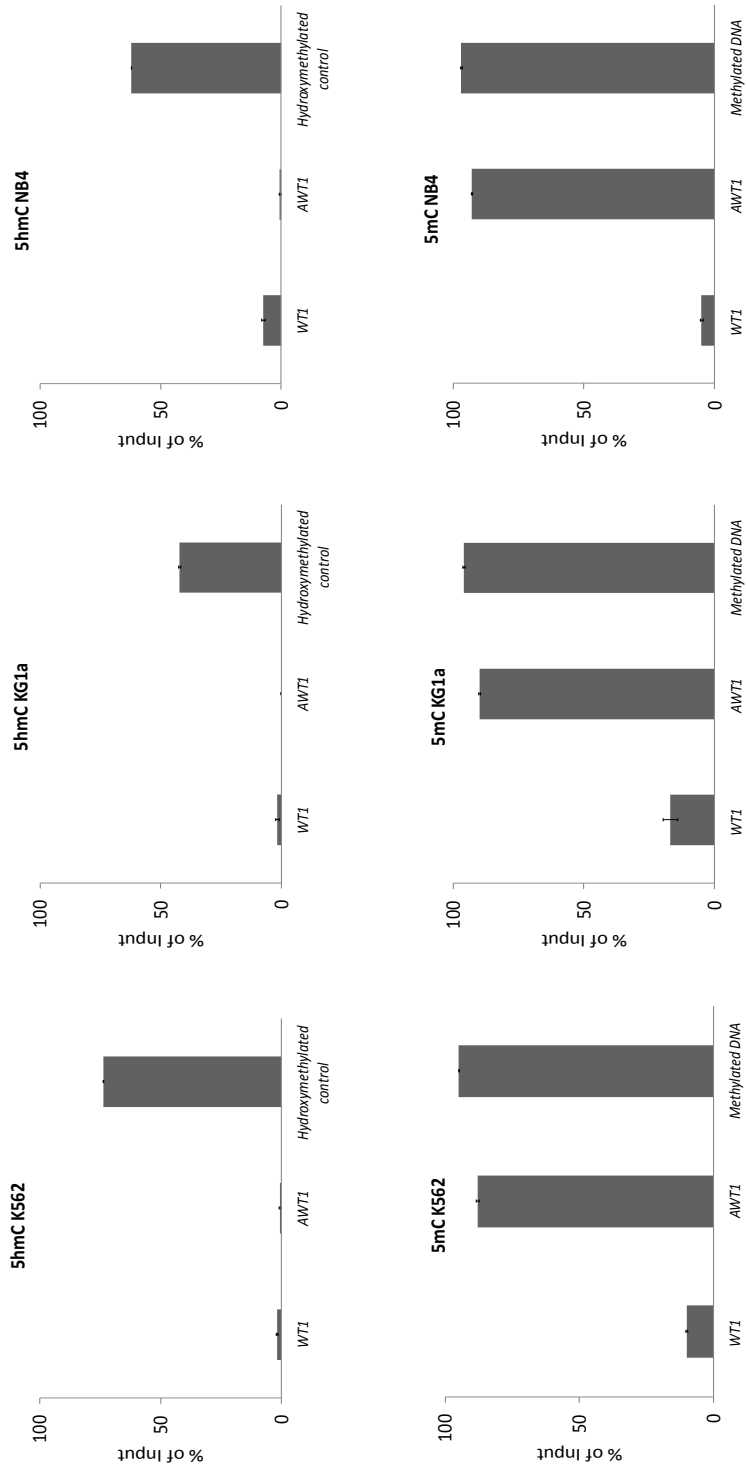 5hmC K562
100
50
0
% of Input
WT1
AWT1
Hydroxymethylated
control
5hmC KG1a
100
50
0
% of Input
WT1
AWT1
Hydroxymethylated
control
5hmC NB4
100
50
0
% of Input
WT1
AWT1
Hydroxymethylated
control
5mC K562
100
50
0
% of Input
WT1
AWT1
Methylated DNA
5mC KG1a
100
50
0
% of Input
WT1
AWT1
Methylated DNA
5mC NB4
100
50
0
% of Input
WT1
AWT1
Methylated DNA